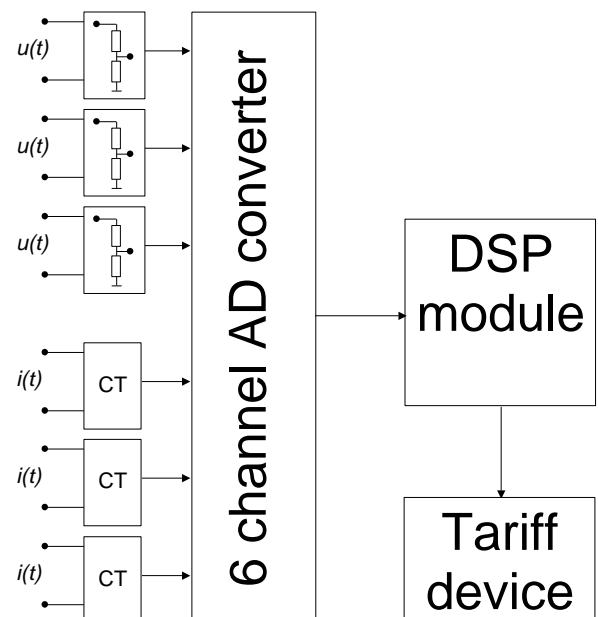 u(t)
u(t)
u(t)
i(t)
CT
i(t)
CT
i(t)
CT
6 channel AD converter
DSP
module
Tariff
device